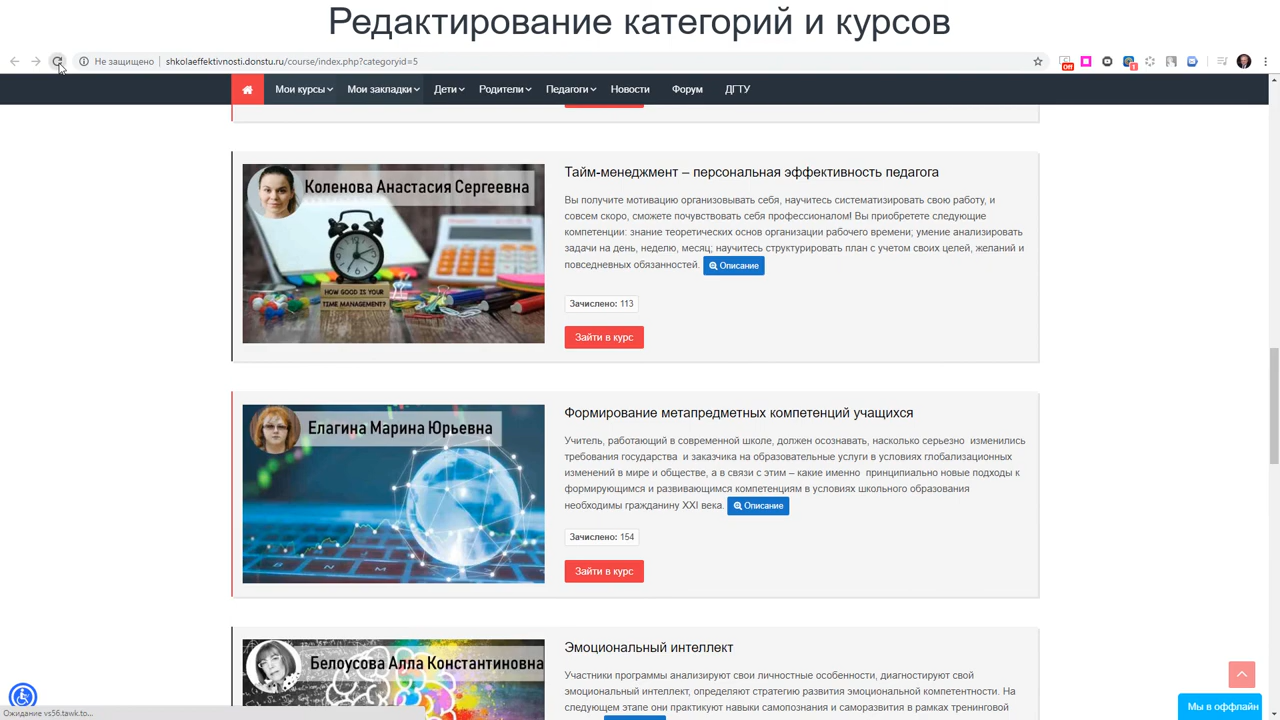 Редактирование категорий и курсов
Не защищено | shkolaeffektivnosti.donstu.ru/course/index.php?categoryid=5
Off
1
Мои курсы Мои закладки Дети Родители Педагоги Новости Форум ДГТУ
Коленова Анастасия Сергеевна
HOW GOOD IS YOUR
TIME MANAGEMENT?
Тайм-менеджмент – персональная эффективность педагога
Вы получите мотивацию организовывать себя, научитесь систематизировать свою работу, и
совсем скоро, сможете почувствовать себя профессионалом! Вы приобретете следующие
компетенции: знание теоретических основ организации рабочего времени; умение анализировать
задачи на день, неделю, месяц; научитесь структурировать план с учетом своих целей, желаний и
повседневных обязанностей. Описание
Зачислено: 113
Зайти в курс
Елагина Марина Юрьевна
Формирование метапредметных компетенций учащихся
Учитель, работающий в современной школе, должен осознавать, насколько серьезно изменились
требования государства и заказчика на образовательные услуги в условиях глобализационных
изменений в мире и обществе, а в связи с этим – какие именно принципиально новые подходы к
формирующимся и развивающимся компетенциям в условиях школьного образования
необходимы гражданину XXI века. Описание
Зачислено: 154
Зайти в курс
Белоусова Алла Константиновна
Эмоциональный интеллект
Участники программы анализируют свои личностные особенности, диагностируют свой
эмоциональный интеллект, определяют стратегию развития эмоциональной компетентности. На
следующем этапе они практикуют навыки самопознания и саморазвития в рамках тренинговой
Мы в оффлайн
Ожидание vs56.tawk.to...